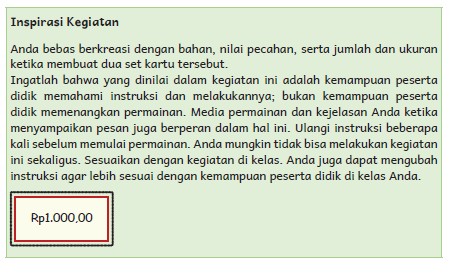 Inspirasi Kegiatan
Anda bebas berkreasi dengan bahan, nilai pecahan, serta jumlah dan ukuran
ketika membuat dua set kartu tersebut.
Ingatlah bahwa yang dinilai dalam kegiatan ini adalah kemampuan peserta
didik memahami instruksi dan melakukannya; bukan kemampuan peserta
didik memenangkan permainan. Media permainan dan kejelasan Anda ketika
menyampaikan pesan juga berperan dalam hal ini. Ulangi instruksi beberapa
kali sebelum memulai permainan. Anda mungkin tidak bisa melakukan kegiatan
ini sekaligus. Sesuaikan dengan kegiatan di kelas. Anda juga dapat mengubah
instruksi agar lebih sesuai dengan kemampuan peserta didik di kelas Anda.
Rp1.000,00